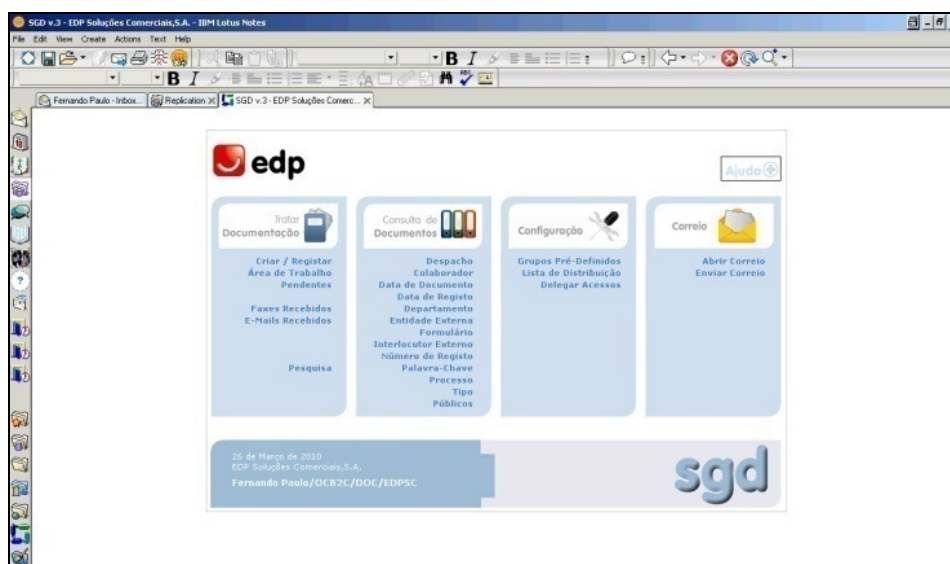 SGD v.3 - EDP Soluções Comerciais,S.A. - IBM Lotus Notes
File Edit View Create Actions Text Help
Fernando Paulo - Inbox... Replication SGD v.3 - EDP Soluções Comerc...
edp
Ajuda
Tratar
Documentação
Criar / Registar
Área de Trabalho
Pendentes
Faxes Recebidos
E-Mails Recebidos
Pesquisa
Consulta de
Documentos
Despacho
Colaborador
Data de Documento
Data de Registo
Departamento
Entidade Externa
Formulário
Interlocutor Externo
Número de Registo
Palavra-Chave
Processo
Tipo
Públicos
Configuração
Grupos Pré-Definidos
Lista de Distribuição
Delegar Acessos
Correio
Abrir Correio
Enviar Correio
26 de Março de 2010
EDP Soluções Comerciais,S.A.
Fernando Paulo/OCB2C/DOC/EDPSC
sgd